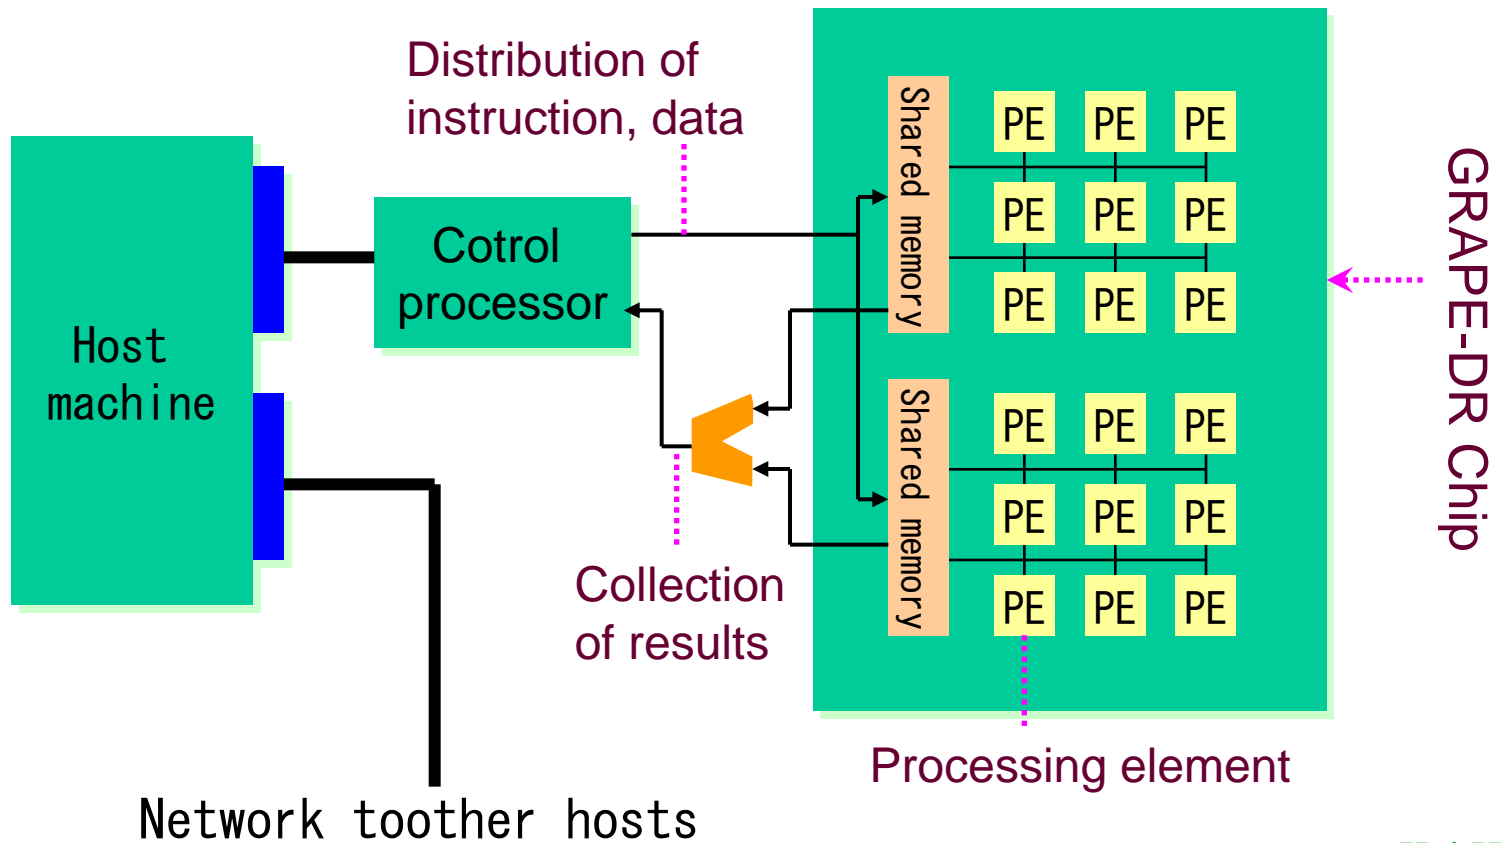 Distribution of
instruction, data
Host
machine
Cotrol
processor
Shared memory
PE PE PE
PE PE PE
PE PE PE
Shared memory
PE PE PE
PE PE PE
PE PE PE
GRAPE-DR Chip
Collection
of results
Processing element
Network toother hosts